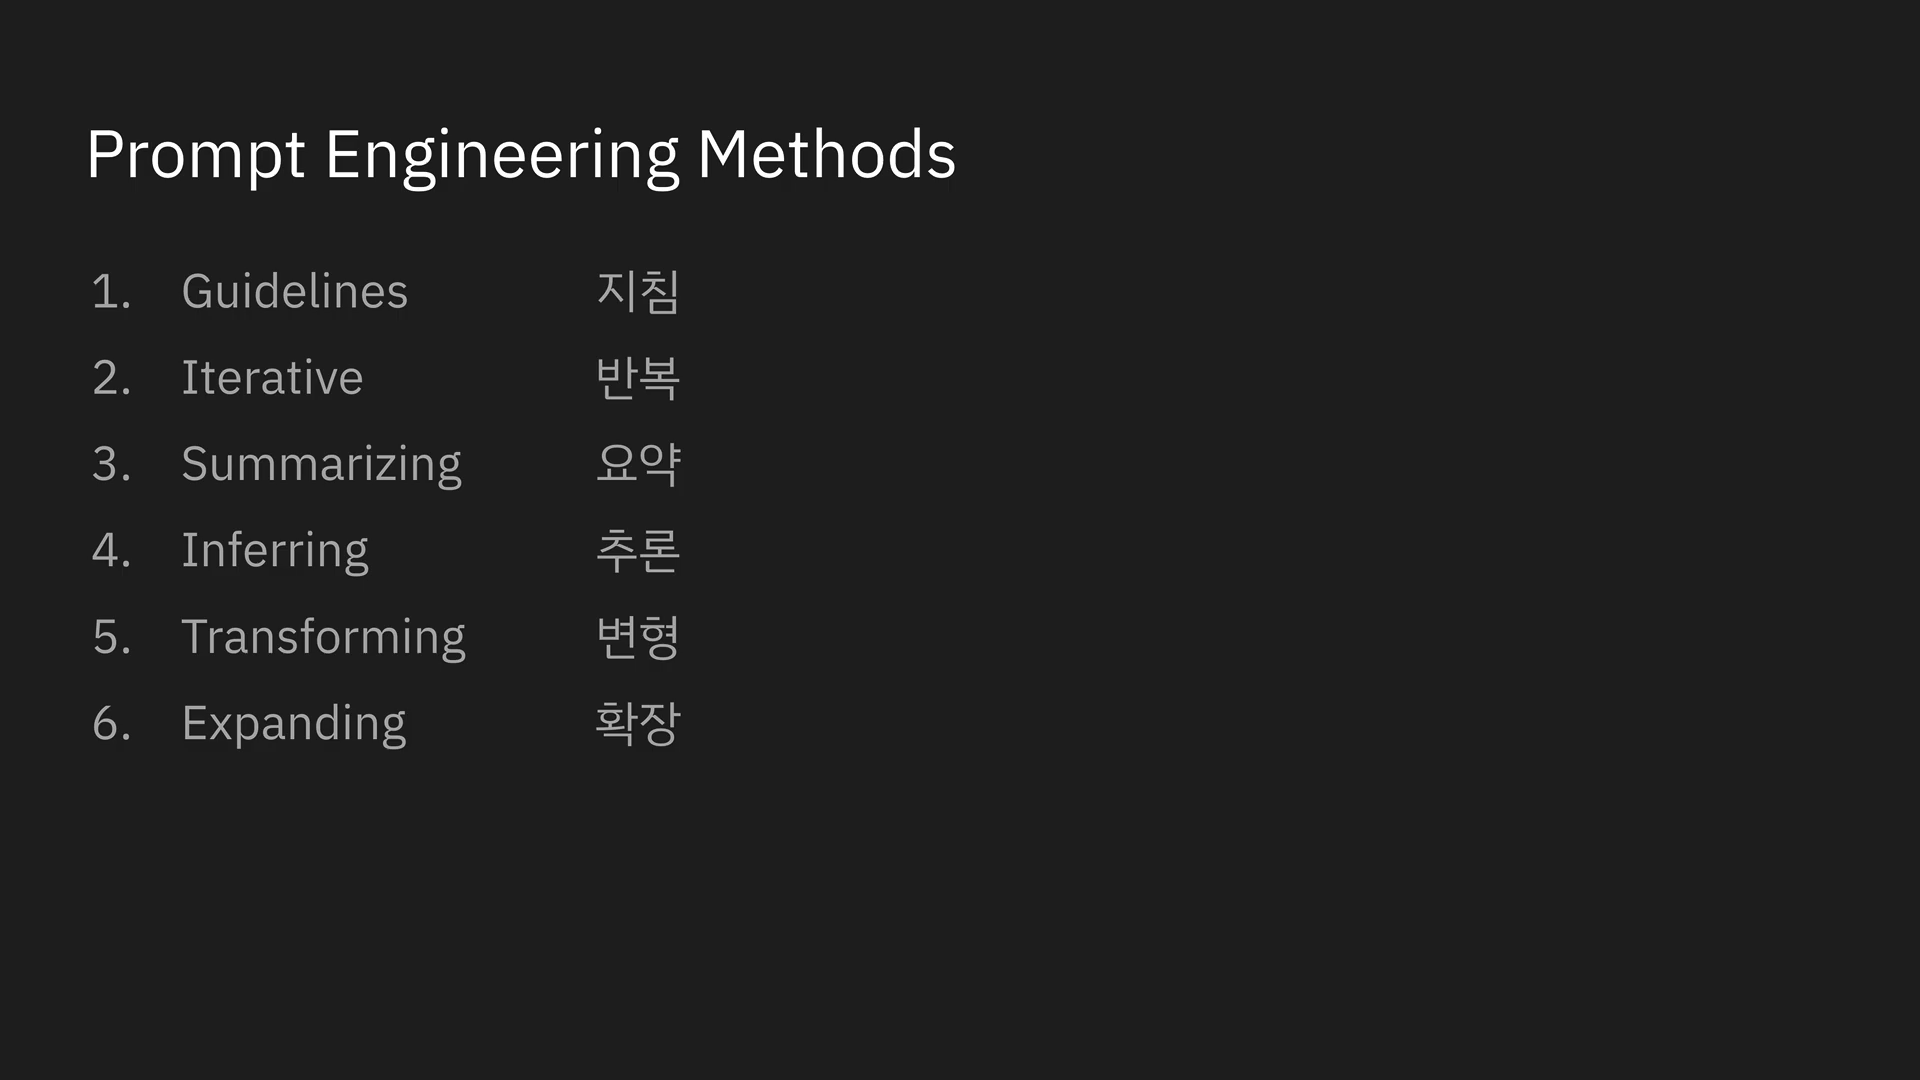 Prompt Engineering Methods
1. Guidelines 지침
2. Iterative 반복
3. Summarizing 요약
4. Inferring 추론
5. Transforming 변형
6. Expanding 확장